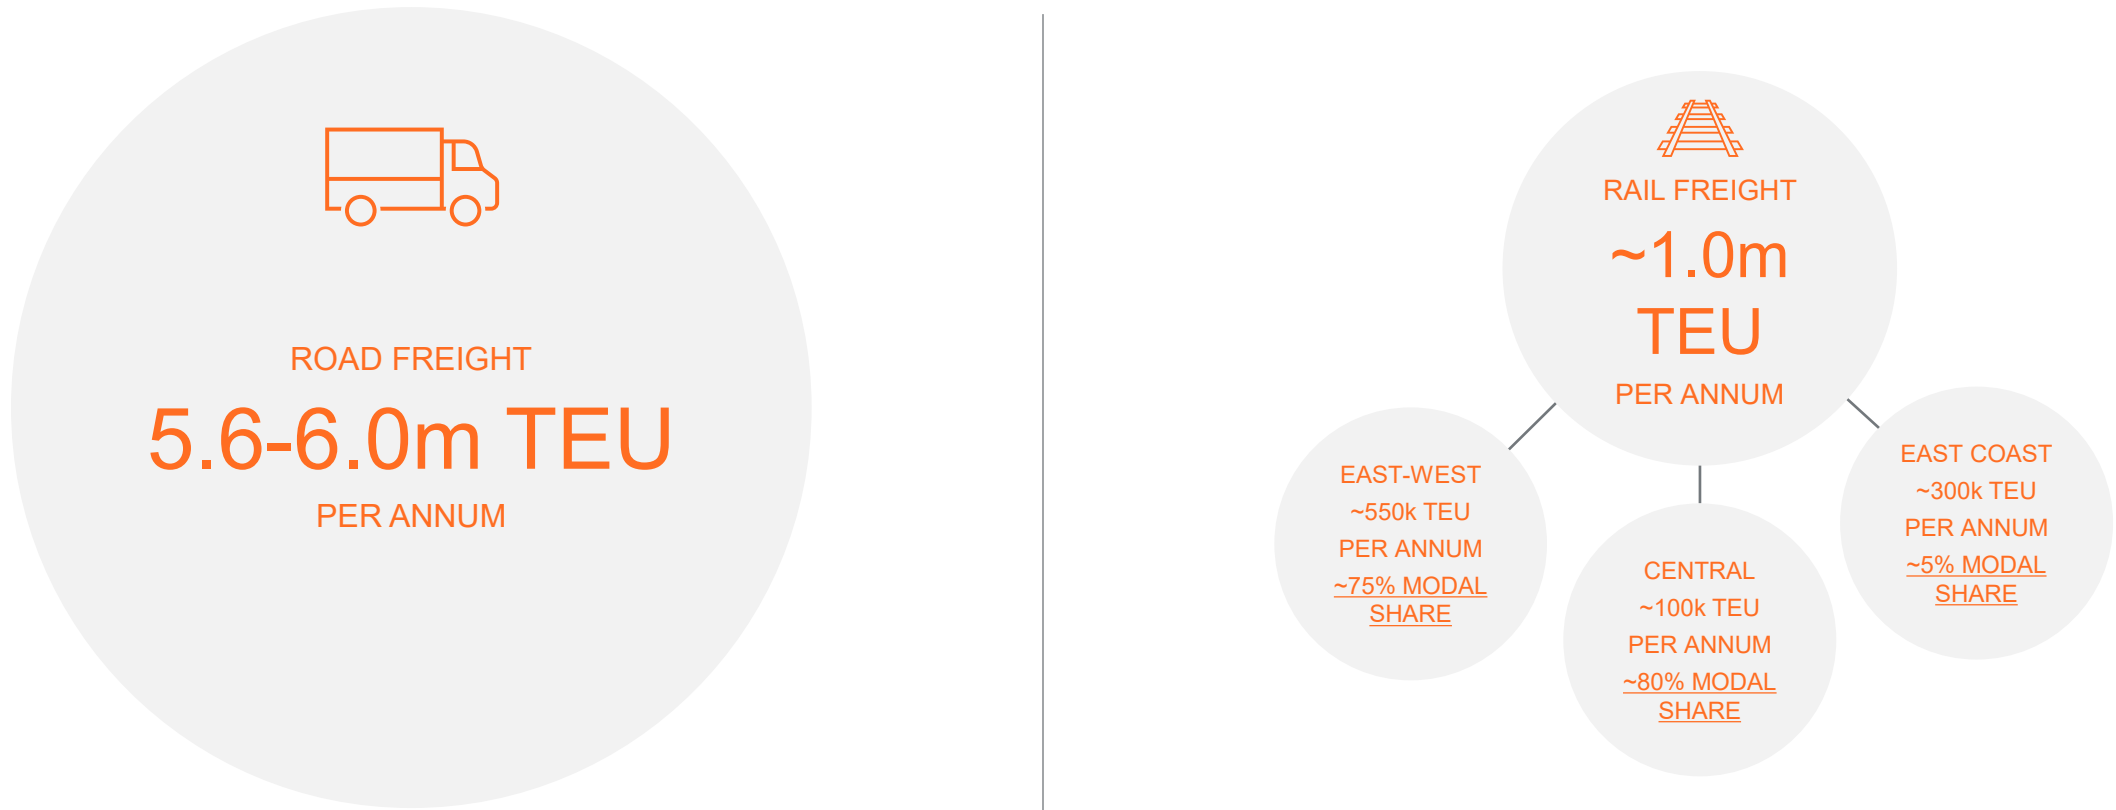 ROAD FREIGHT
5.6-6.0m TEU
PER ANNUM
RAIL FREIGHT
~1.0m
TEU
PER ANNUM
EAST-WEST
~550k TEU
PER ANNUM
~75% MODAL
SHARE
CENTRAL
~100k TEU
PER ANNUM
~80% MODAL
SHARE
EAST COAST
~300k TEU
PER ANNUM
~5% MODAL
SHARE